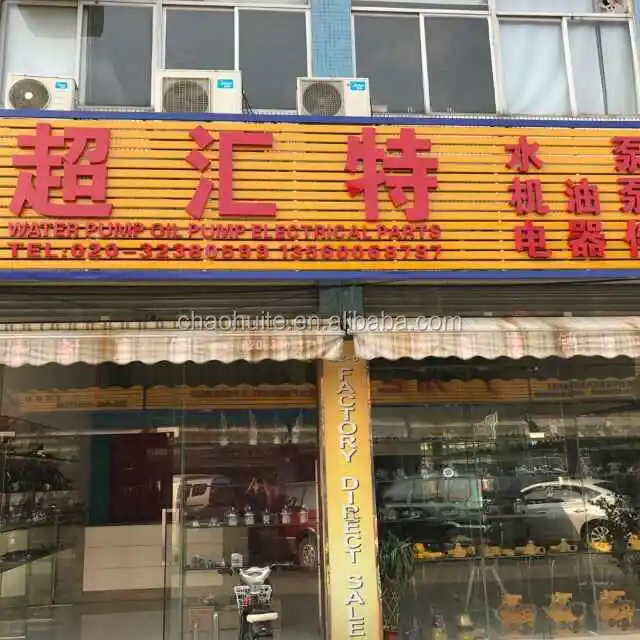 超汇特
WATER PUMP OIL PUMP ELECTRICAL PARTS
TEL:020-32380599 13560068787
水 泵
机油泵
电器
chaohuite.en.alibaba.com
FACTORY DIRECT SALE